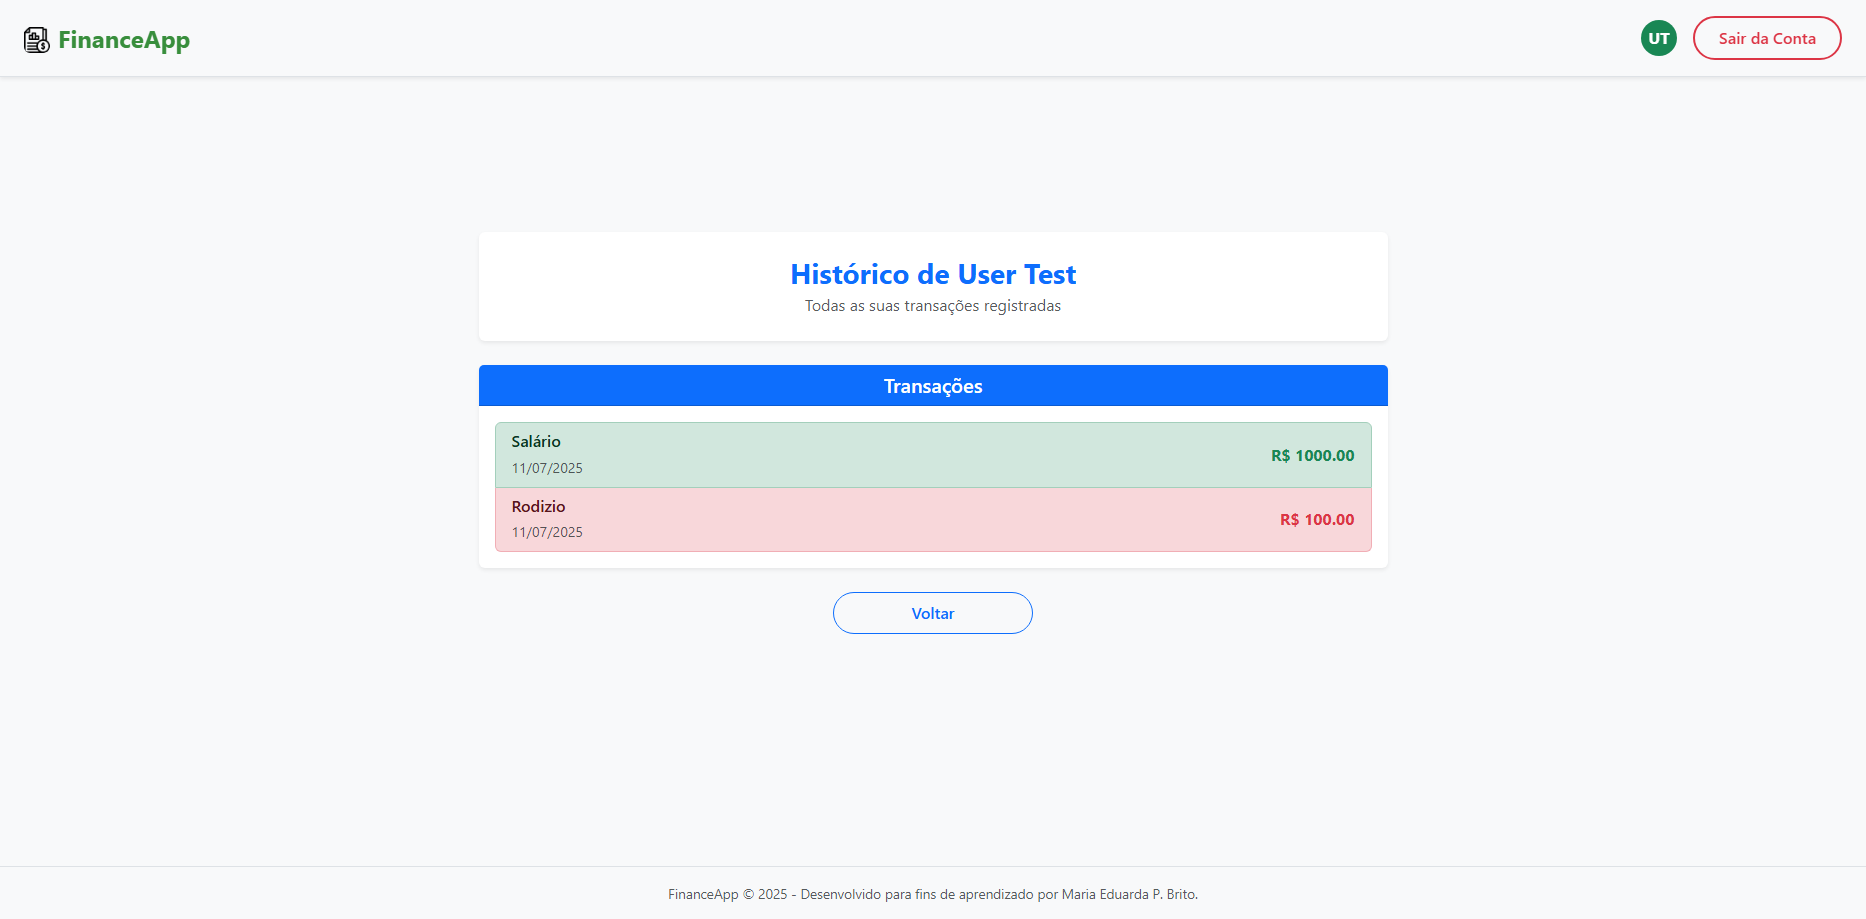 FinanceApp
UT
Sair da Conta
Histórico de User Test
Todas as suas transações registradas
Transações
Salário
11/07/2025
R$ 1000.00
Rodizio
11/07/2025
R$ 100.00
Voltar
FinanceApp © 2025 - Desenvolvido para fins de aprendizado por Maria Eduarda P. Brito.